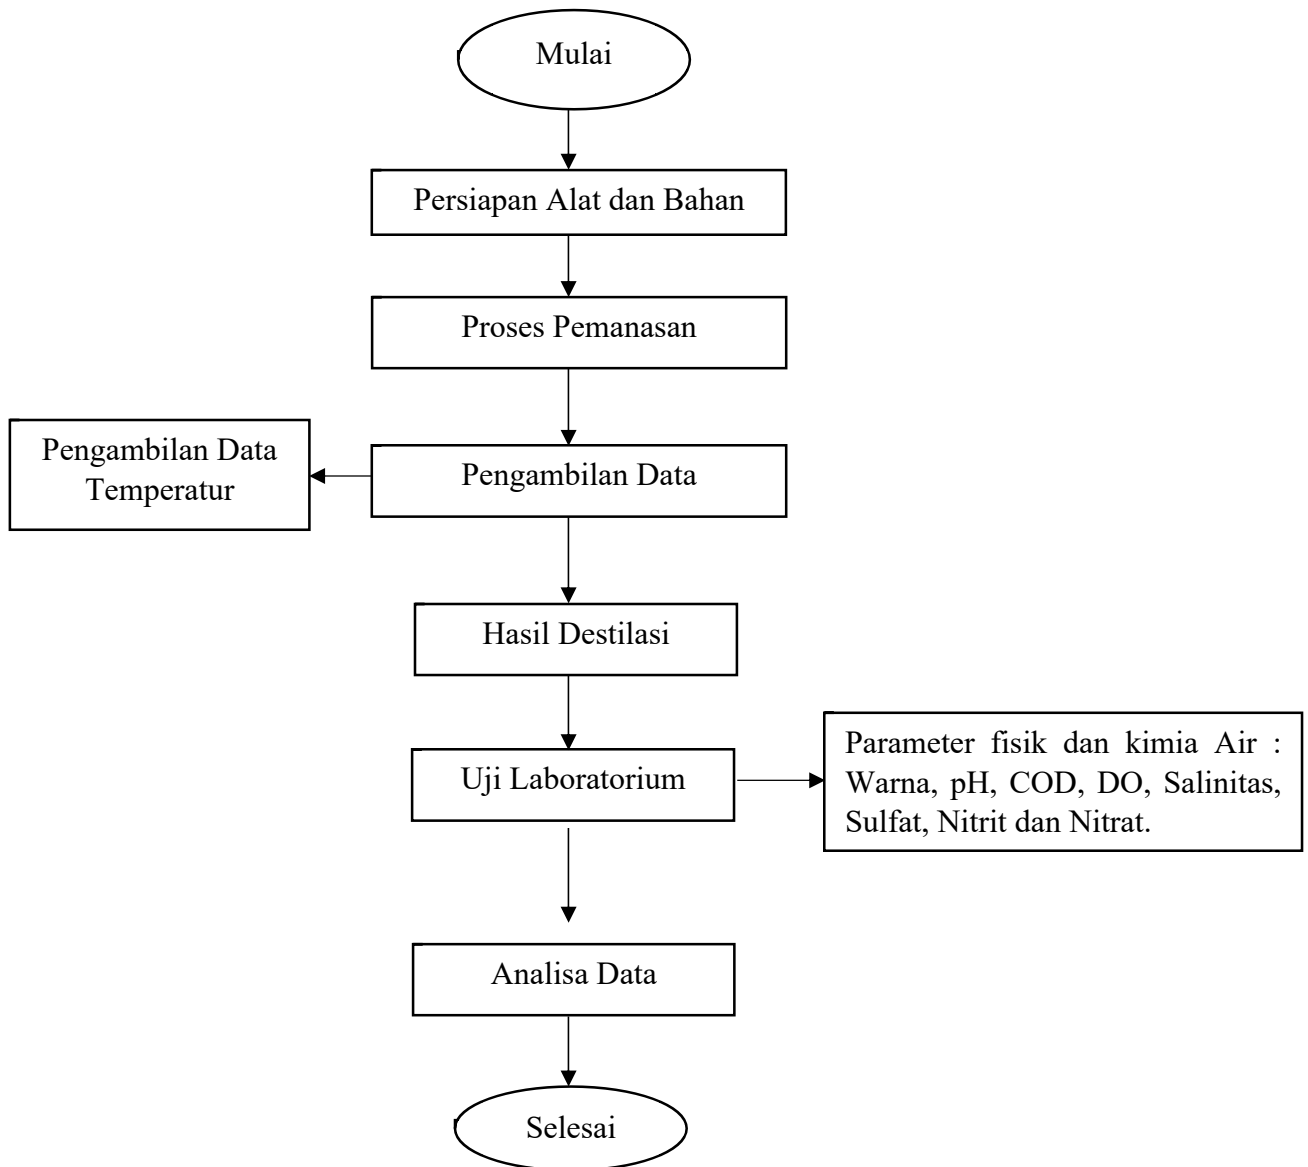 Mulai
Persiapan Alat dan Bahan
Proses Pemanasan
Pengambilan Data
Temperatur
Pengambilan Data
Hasil Destilasi
Uji Laboratorium
Parameter fisik dan kimia Air :
Warna, pH, COD, DO, Salinitas,
Sulfat, Nitrit dan Nitrat.
Analisa Data
Selesai